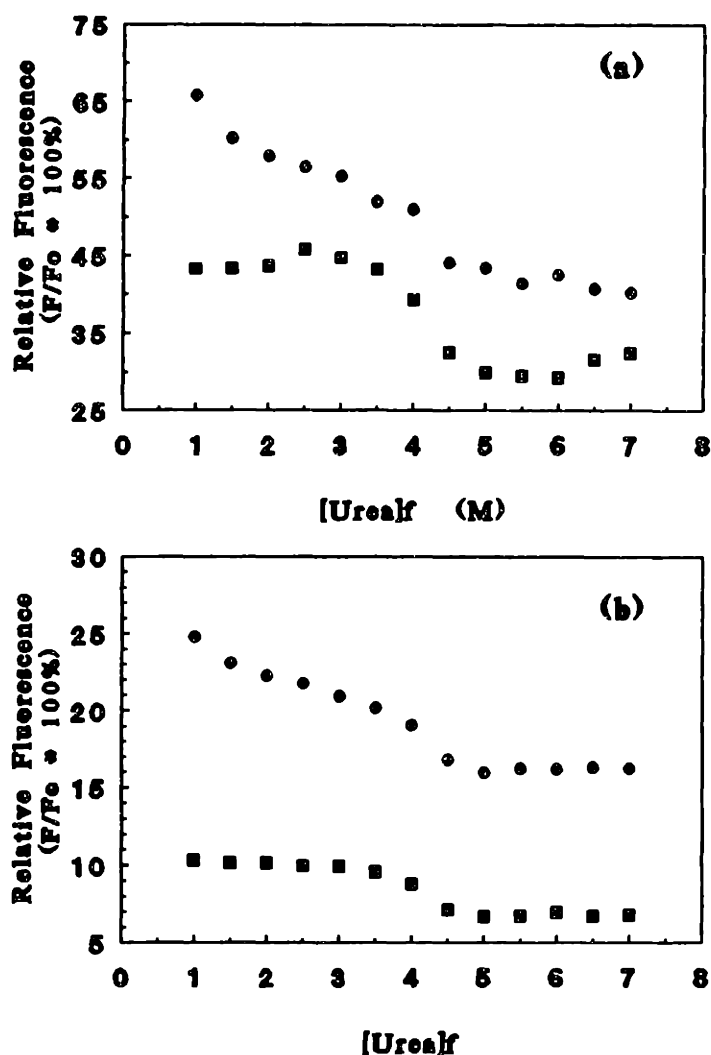 75
(a)
65
55
45
35
25
Relative Fluorescence
(F/Fo * 100%)
0 1 2 3 4 5 6 7 8
[Urea]f (M)
30
(b)
25
20
15
10
5
Relative Fluorescence
(F/Fo * 100%)
0 1 2 3 4 5 6 7 8
[Urea]f